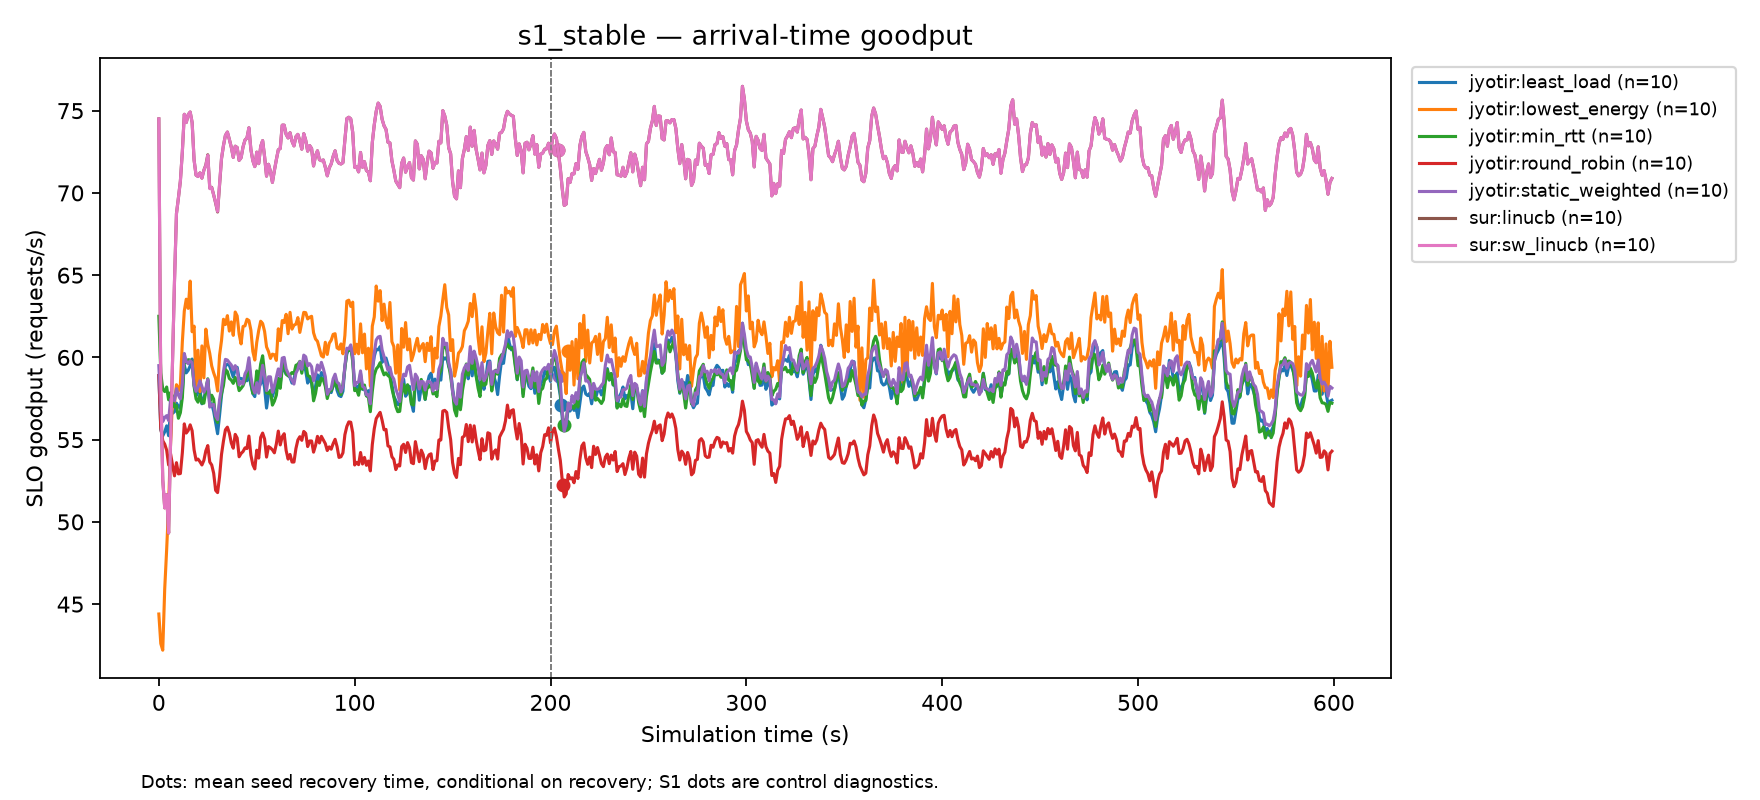 s1_stable — arrival-time goodput
SLO goodput (requests/s)
75
70
65
60
55
50
45
0
100
200
300
400
500
600
Simulation time (s)
jyotir:least_load (n=10)
jyotir:lowest_energy (n=10)
jyotir:min_rtt (n=10)
jyotir:round_robin (n=10)
jyotir:static_weighted (n=10)
sur:linucb (n=10)
sur:sw_linucb (n=10)
Dots: mean seed recovery time, conditional on recovery; S1 dots are control diagnostics.